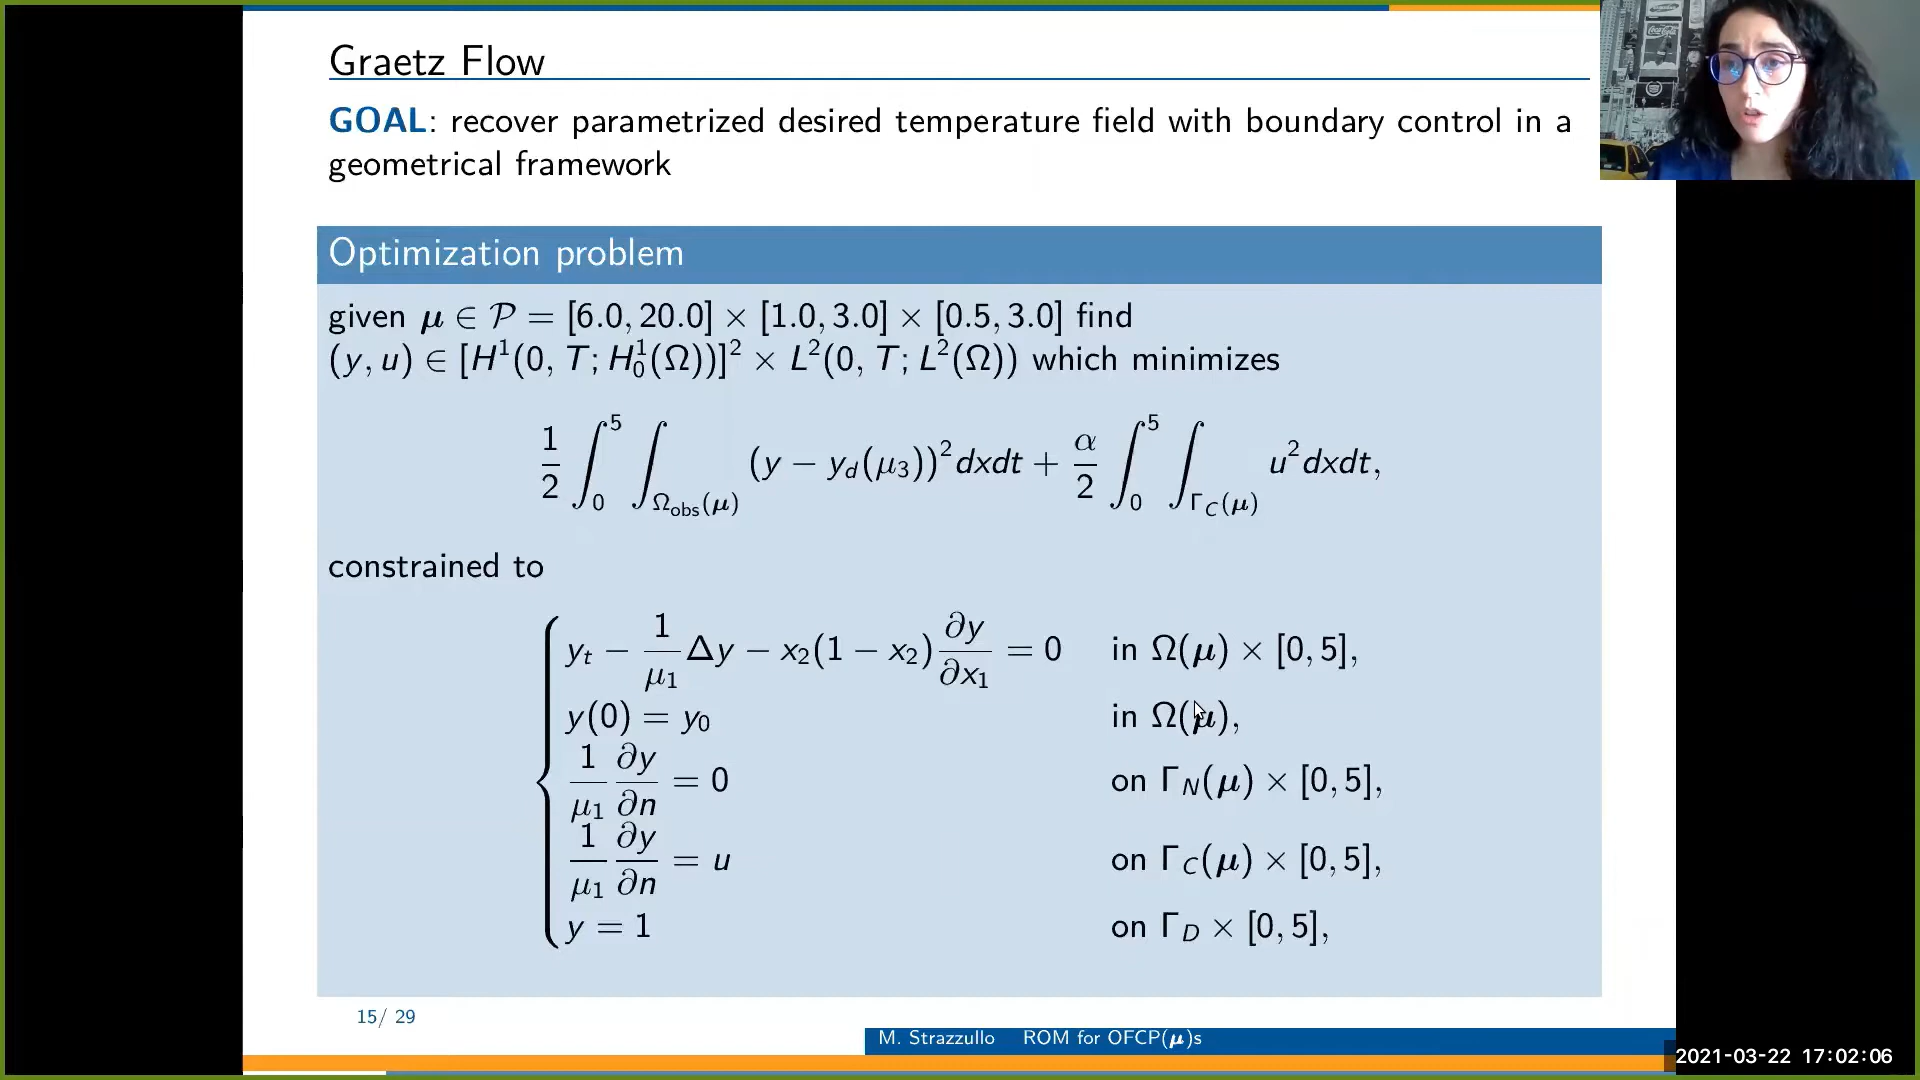 Graetz Flow
GOAL: recover parametrized desired temperature field with boundary control in a
geometrical framework
Optimization problem
given 𝝁 ∈ 𝒫 = [6.0, 20.0] × [1.0, 3.0] × [0.5, 3.0] find
(y, u) ∈ [H¹(0, T; H¹₀(Ω))]² × L²(0, T; L²(Ω)) which minimizes
1/2 ∫₀⁵ ∫_{Ω_obs(𝝁)} (y − y_d(μ₃))² dxdt + α/2 ∫₀⁵ ∫_{Γ_C(𝝁)} u² dxdt,
constrained to
y_t − 1/μ₁ Δy − x₂(1 − x₂) ∂y/∂x₁ = 0 in Ω(𝝁) × [0, 5],
y(0) = y₀ in Ω(𝝁),
1/μ₁ ∂y/∂n = 0 on Γ_N(𝝁) × [0, 5],
1/μ₁ ∂y/∂n = u on Γ_C(𝝁) × [0, 5],
y = 1 on Γ_D × [0, 5],
15/ 29
M. Strazzullo ROM for OFCP(𝝁)s
2021-03-22 17:02:06
Coca-Cola